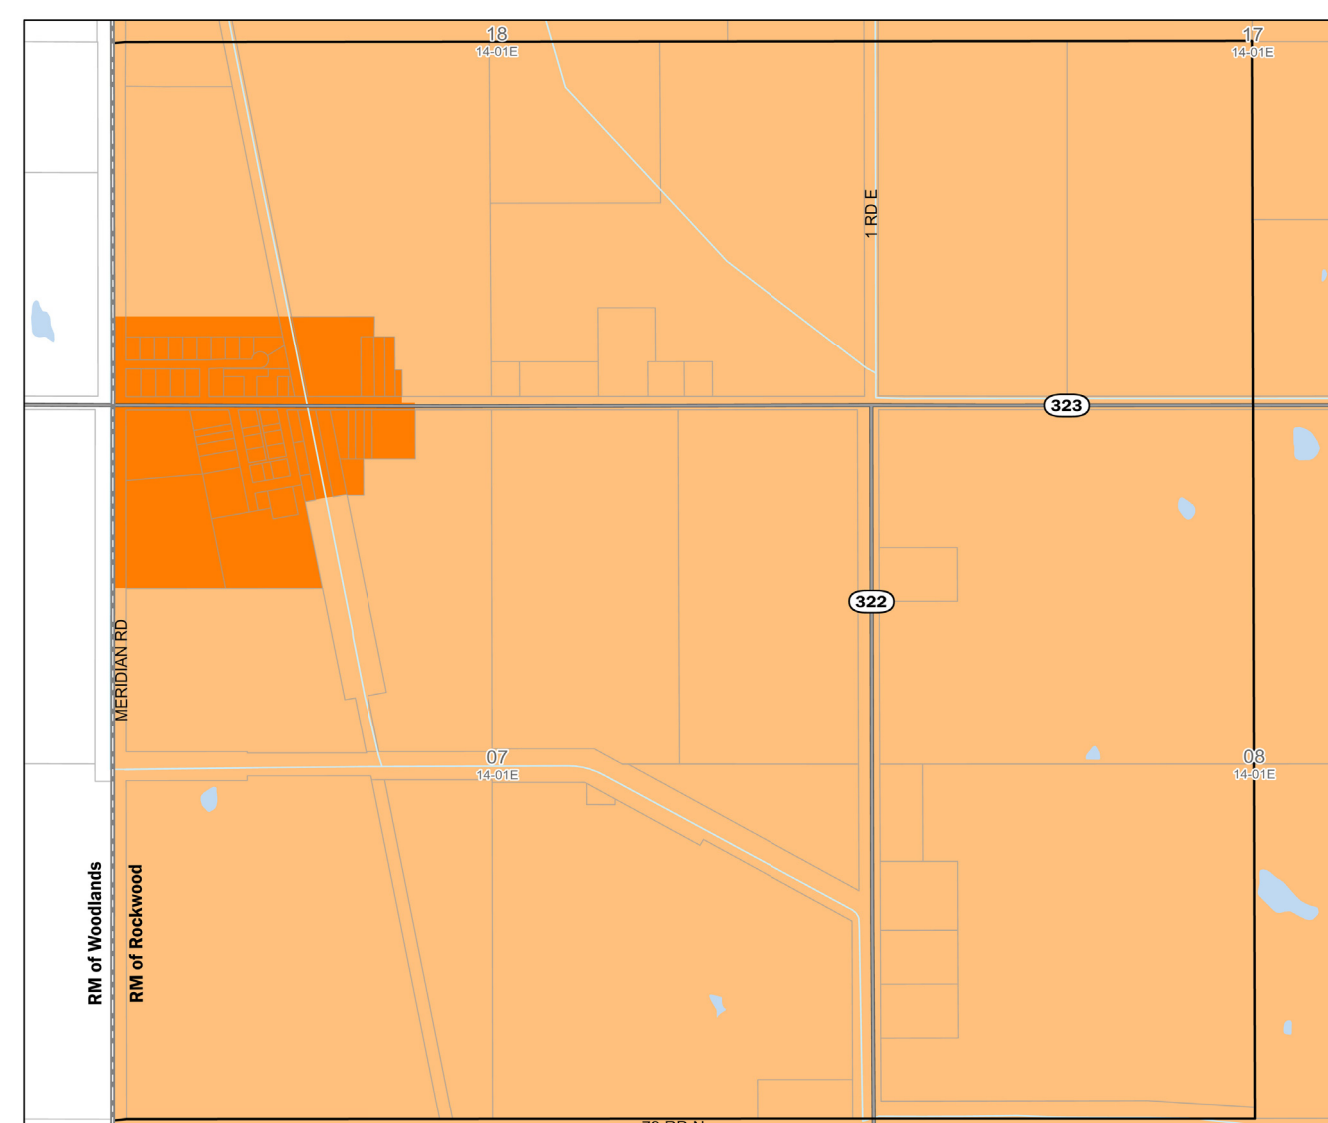 18
14-01E
17
14-01E
1 RD E
323
322
MERIDIAN RD
07
14-01E
08
14-01E
RM of Woodlands
RM of Rockwood